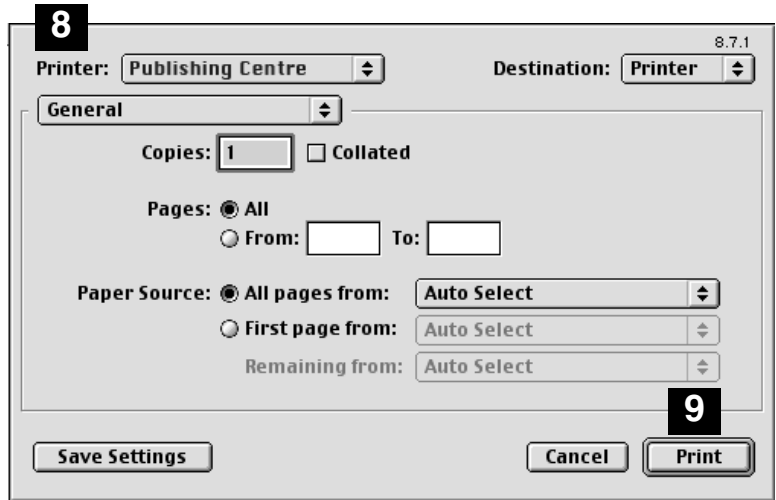 8
8.7.1
Printer: Publishing Centre Destination: Printer
General
Copies: 1 Collated
Pages: All
From: To:
Paper Source: All pages from: Auto Select
First page from: Auto Select
Remaining from: Auto Select
9
Save Settings Cancel Print